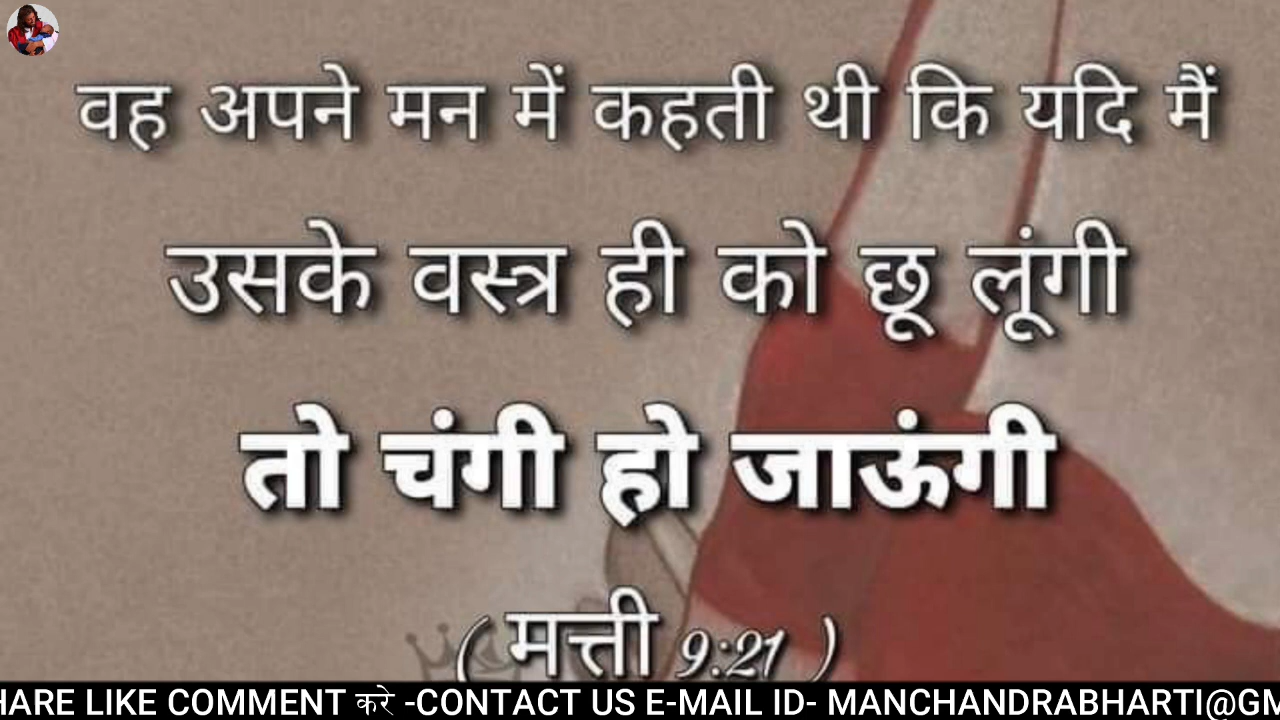 वह अपने मन में कहती थी कि यदि मैं
उसके वस्त्र ही को छू लूंगी
तो चंगी हो जाऊंगी
( मत्ती 9:21 )
HARE LIKE COMMENT करे -CONTACT US E-MAIL ID- MANCHANDRABHARTI@GM